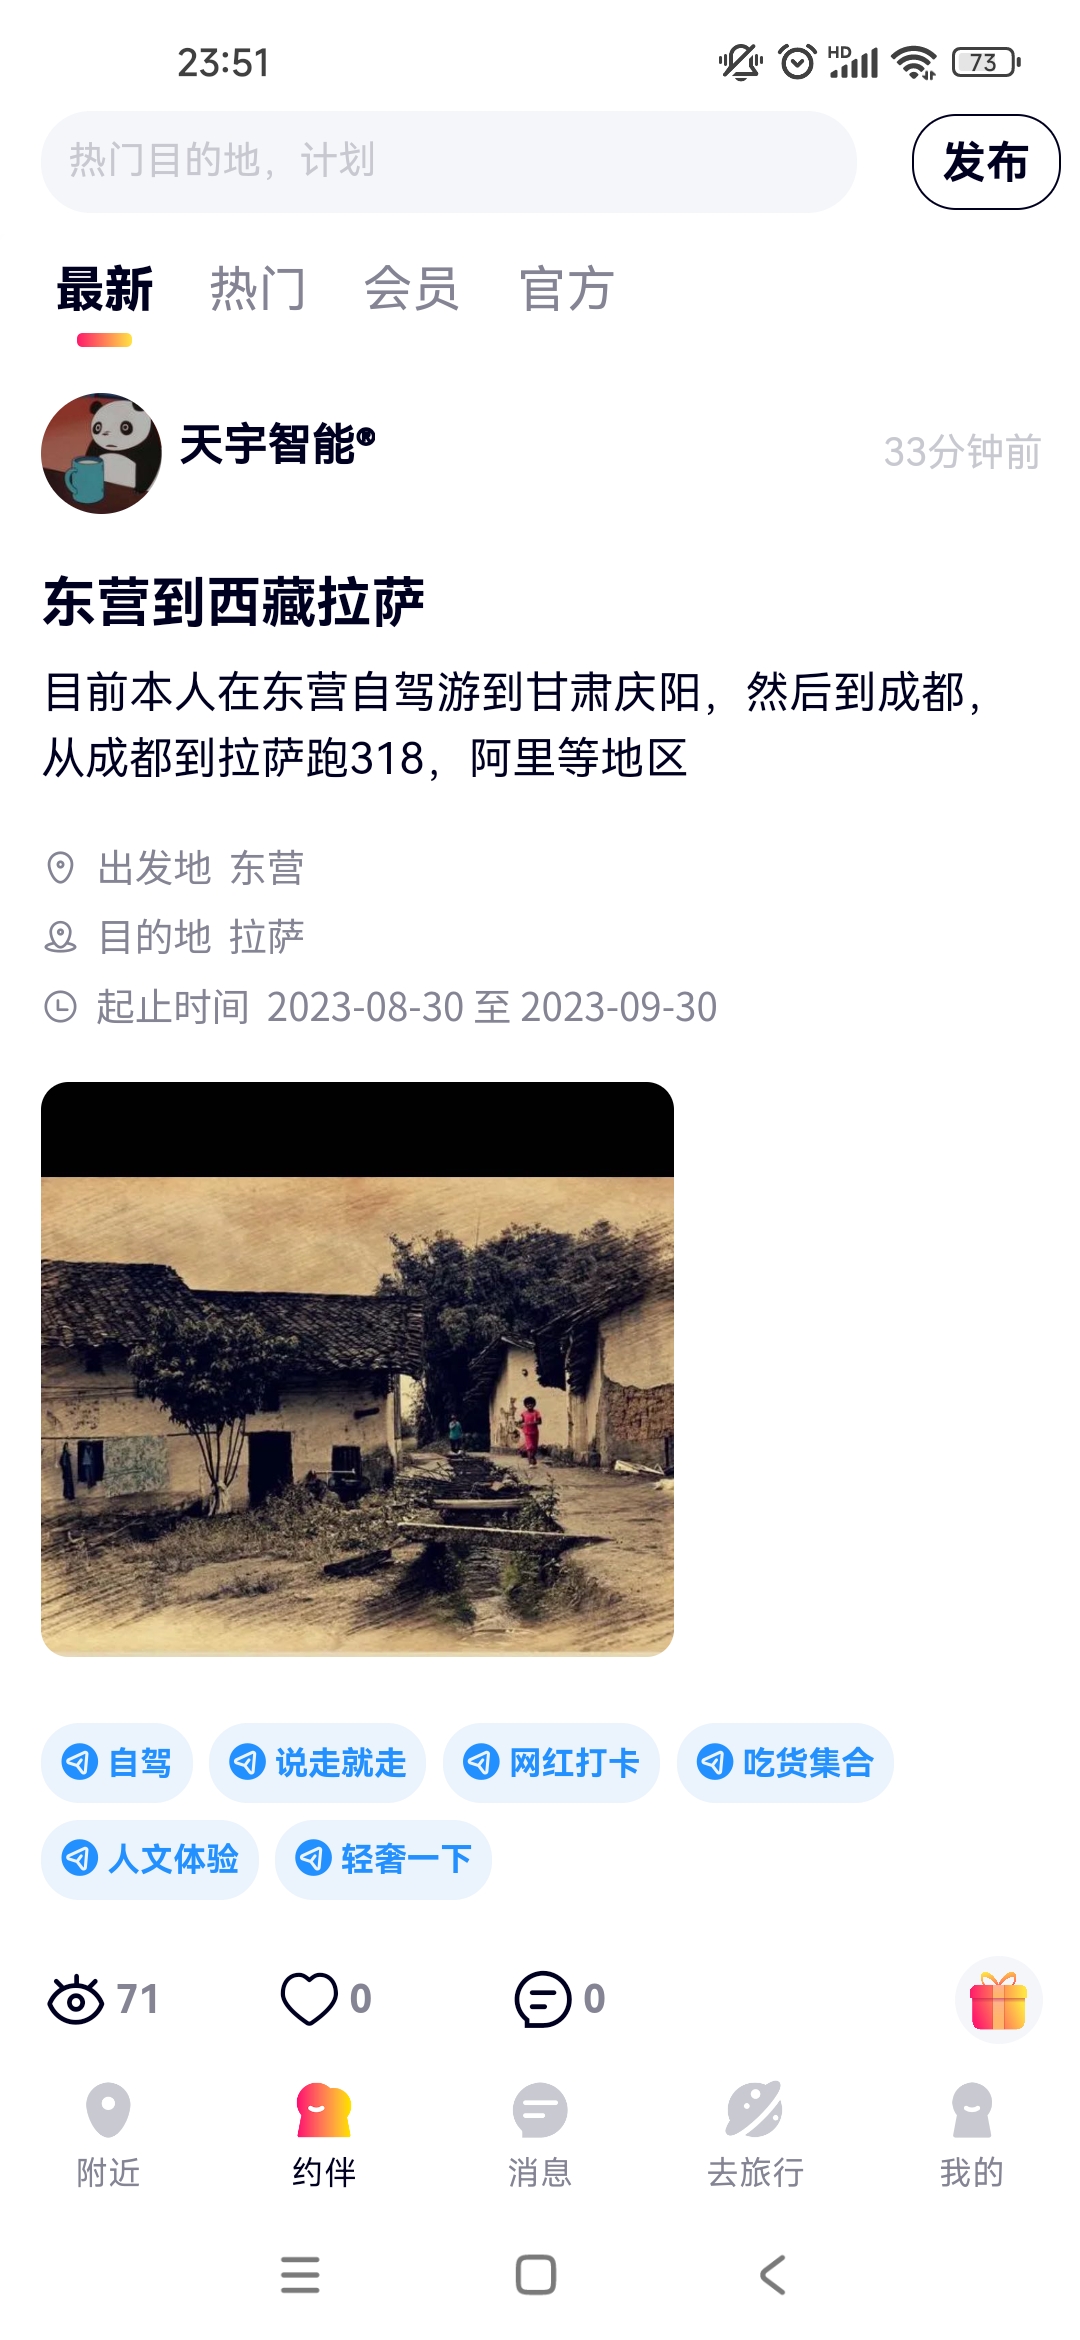 23:51
HD
73
热门目的地，计划
发布
最新 热门 会员 官方
天宇智能®
33分钟前
东营到西藏拉萨
目前本人在东营自驾游到甘肃庆阳，然后到成都，
从成都到拉萨跑318，阿里等地区
出发地 东营
目的地 拉萨
起止时间 2023-08-30 至 2023-09-30
自驾 说走就走 网红打卡 吃货集合
人文体验 轻奢一下
71 0 0
附近 约伴 消息 去旅行 我的